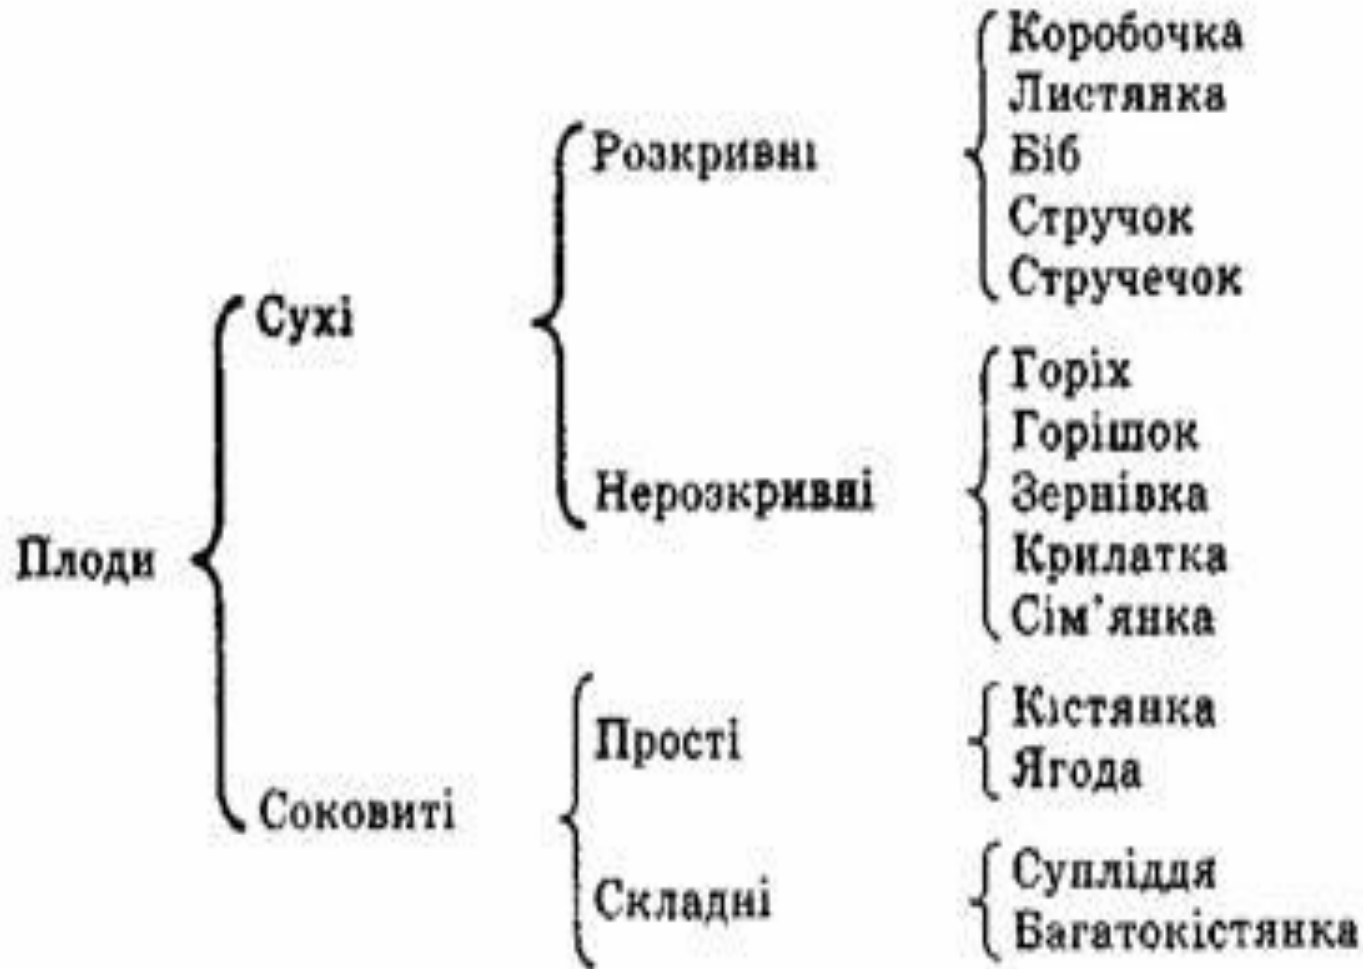 Плоди
Сухі
Розкривні
Коробочка
Листянка
Біб
Стручок
Стручечок
Нерозкривні
Горіх
Горішок
Зернівка
Крилатка
Сім'янка
Соковиті
Прості
Кістянка
Ягода
Складні
Супліддя
Багатокістянка